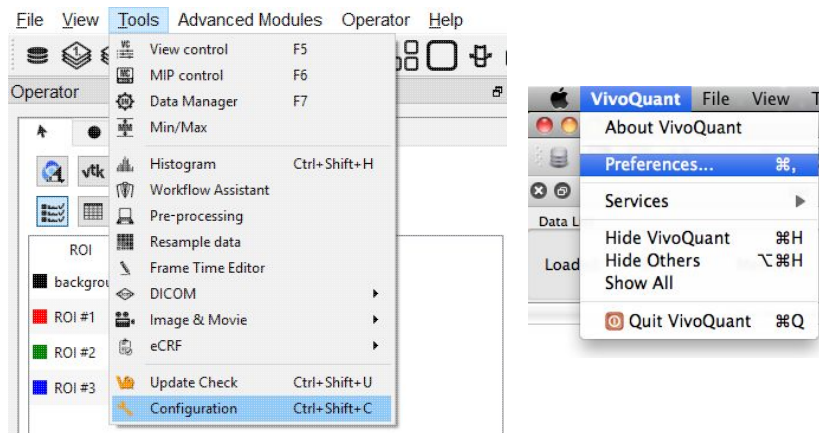 File View Tools Advanced Modules Operator Help
Operator
View control F5
MIP control F6
Data Manager F7
Min/Max
Histogram Ctrl+Shift+H
Workflow Assistant
Pre-processing
Resample data
Frame Time Editor
DICOM
Image & Movie
eCRF
Update Check Ctrl+Shift+U
Configuration Ctrl+Shift+C
vtk
ROI
backgrou
ROI #1
ROI #2
ROI #3
VivoQuant File View T
About VivoQuant
Preferences... ⌘,
Services
Hide VivoQuant ⌘H
Hide Others ⌥⌘H
Show All
Quit VivoQuant ⌘Q
Data L
Load